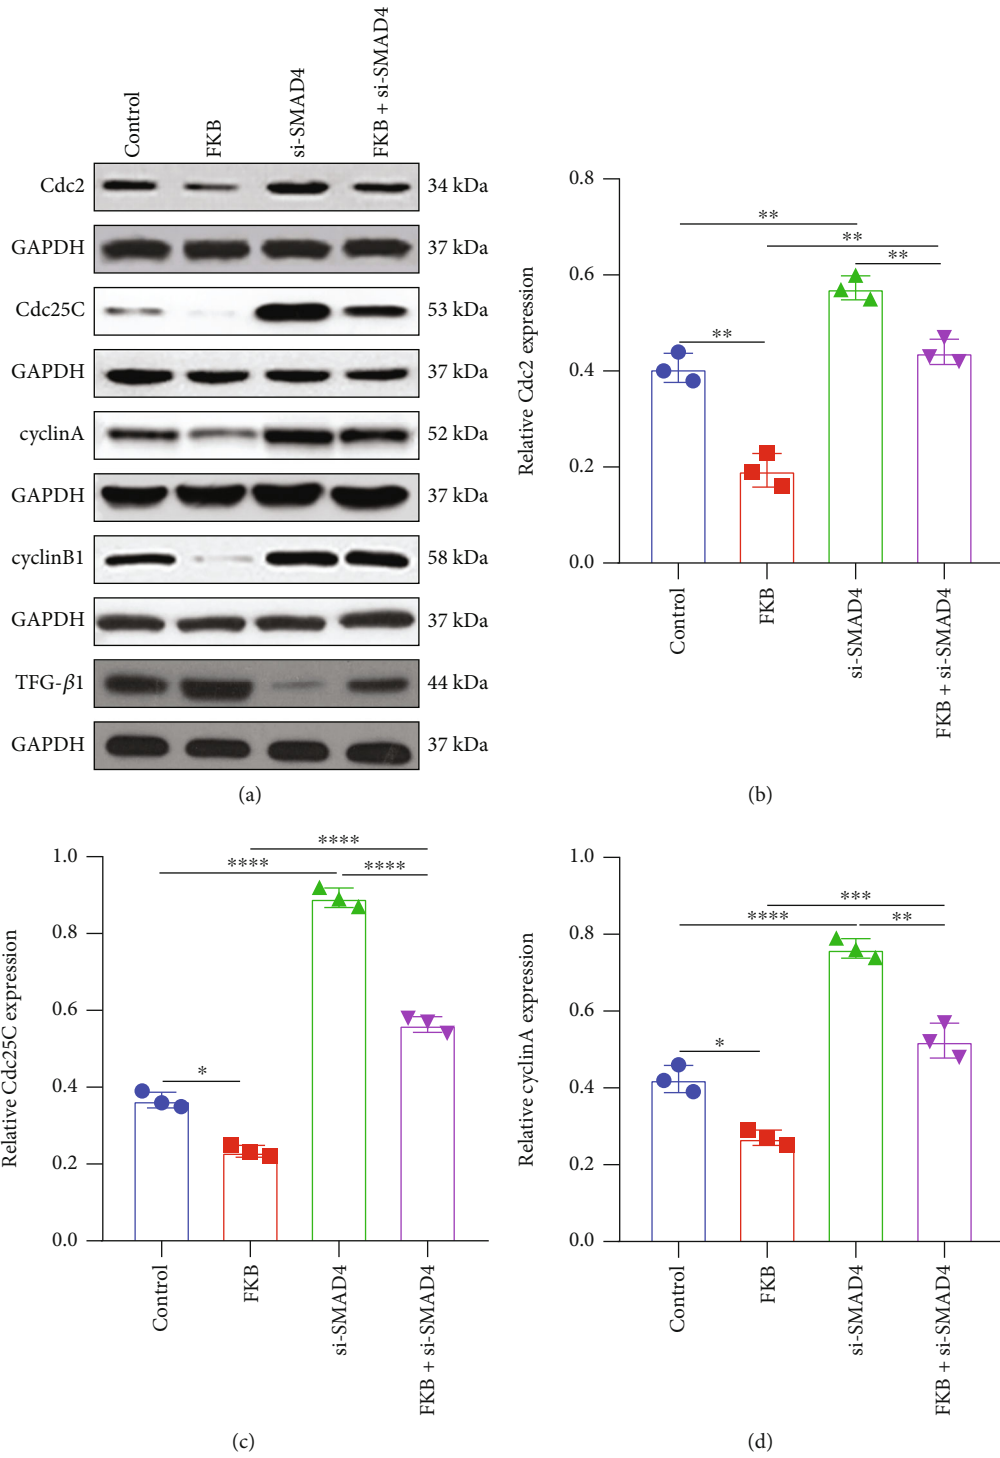 Control
FKB
si-SMAD4
FKB + si-SMAD4
Cdc2 34 kDa
GAPDH 37 kDa
Cdc25C 53 kDa
GAPDH 37 kDa
cyclinA 52 kDa
GAPDH 37 kDa
cyclinB1 58 kDa
GAPDH 37 kDa
TFG-β1 44 kDa
GAPDH 37 kDa
(a)
Relative Cdc2 expression
0.8
0.6
0.4
0.2
0.0
**
**
**
**
Control
FKB
si-SMAD4
FKB + si-SMAD4
(b)
Relative Cdc25C expression
1.0
0.8
0.6
0.4
0.2
0.0
****
****
****
*
Control
FKB
si-SMAD4
FKB + si-SMAD4
(c)
Relative cyclinA expression
1.0
0.8
0.6
0.4
0.2
0.0
***
****
**
*
Control
FKB
si-SMAD4
FKB + si-SMAD4
(d)